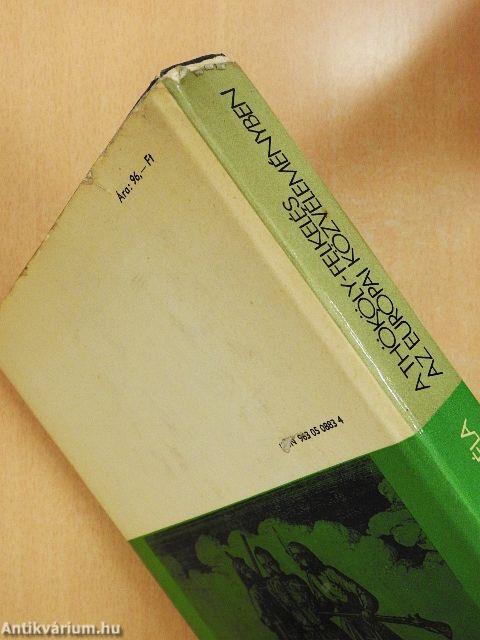 Ára: 96,—Ft
A THÖKÖLY-FELKELÉS
AZ EURÓPAI KÖZVÉLEMÉNYBEN
963 05 0883 4
Antikvárium.hu